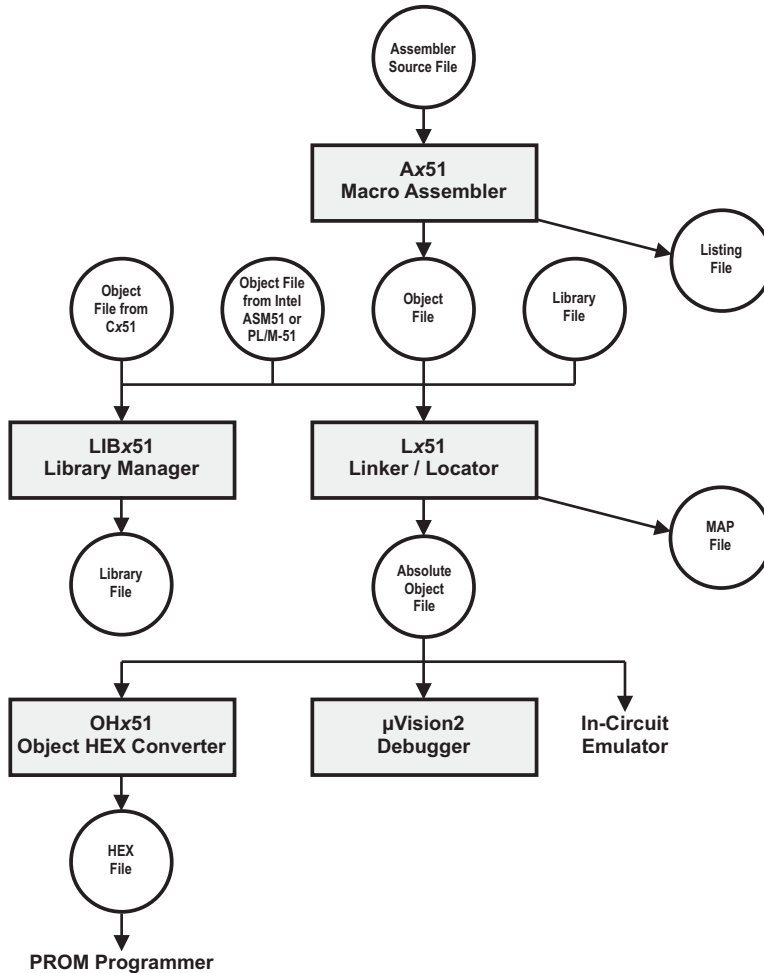 Assembler
Source File
Ax51
Macro Assembler
Listing
File
Object
File from
Cx51
Object File
from Intel
ASM51 or
PL/M-51
Object
File
Library
File
LIBx51
Library Manager
Lx51
Linker / Locator
MAP
File
Library
File
Absolute
Object
File
OHx51
Object HEX Converter
µVision2
Debugger
In-Circuit
Emulator
HEX
File
PROM Programmer